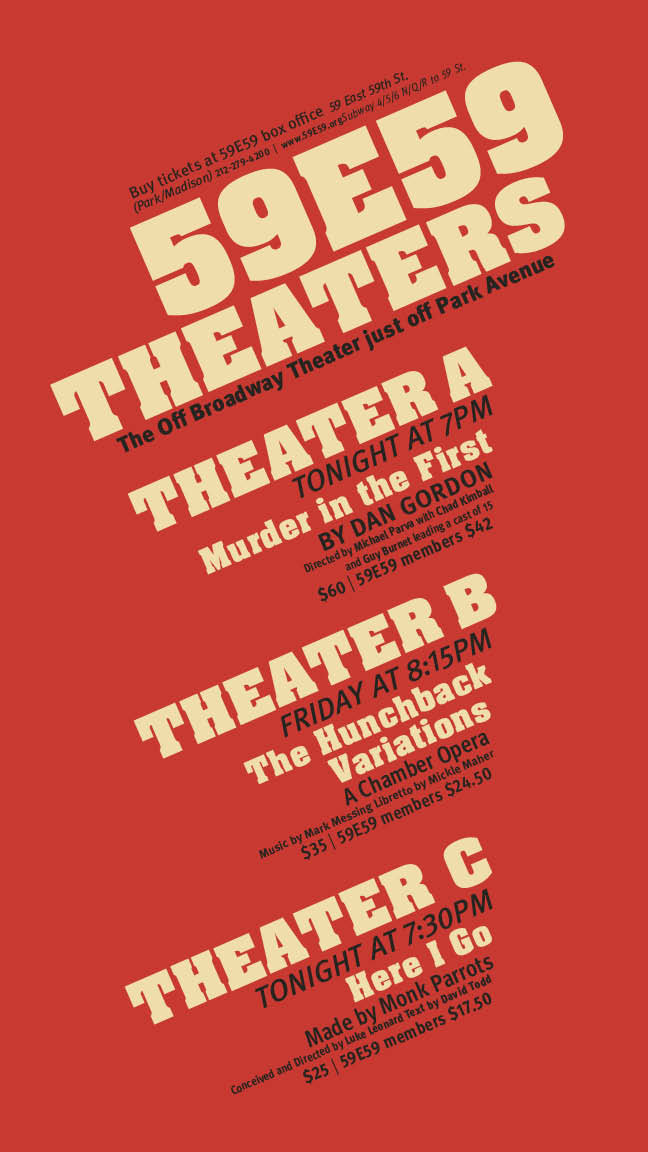 Buy tickets at 59E59 box office 59 East 59th St.
(Park/Madison) 212-279-4200 | www.59E59.orgSubway 4/5/6 N/Q/R to 59 St.
59E59
THEATERS
The Off Broadway Theater just off Park Avenue
THEATER A
TONIGHT AT 7PM
Murder in the First
BY DAN GORDON
Directed by Michael Parva with Chad Kimball
and Guy Burnet leading a cast of 15
$60 | 59E59 members $42
THEATER B
FRIDAY AT 8:15PM
The Hunchback
Variations
A Chamber Opera
Music by Mark Messing Libretto by Mickle Maher
$35 | 59E59 members $24.50
THEATER C
TONIGHT AT 7:30PM
Here I Go
Made by Monk Parrots
Conceived and Directed by Luke Leonard Text by David Todd
$25 | 59E59 members $17.50